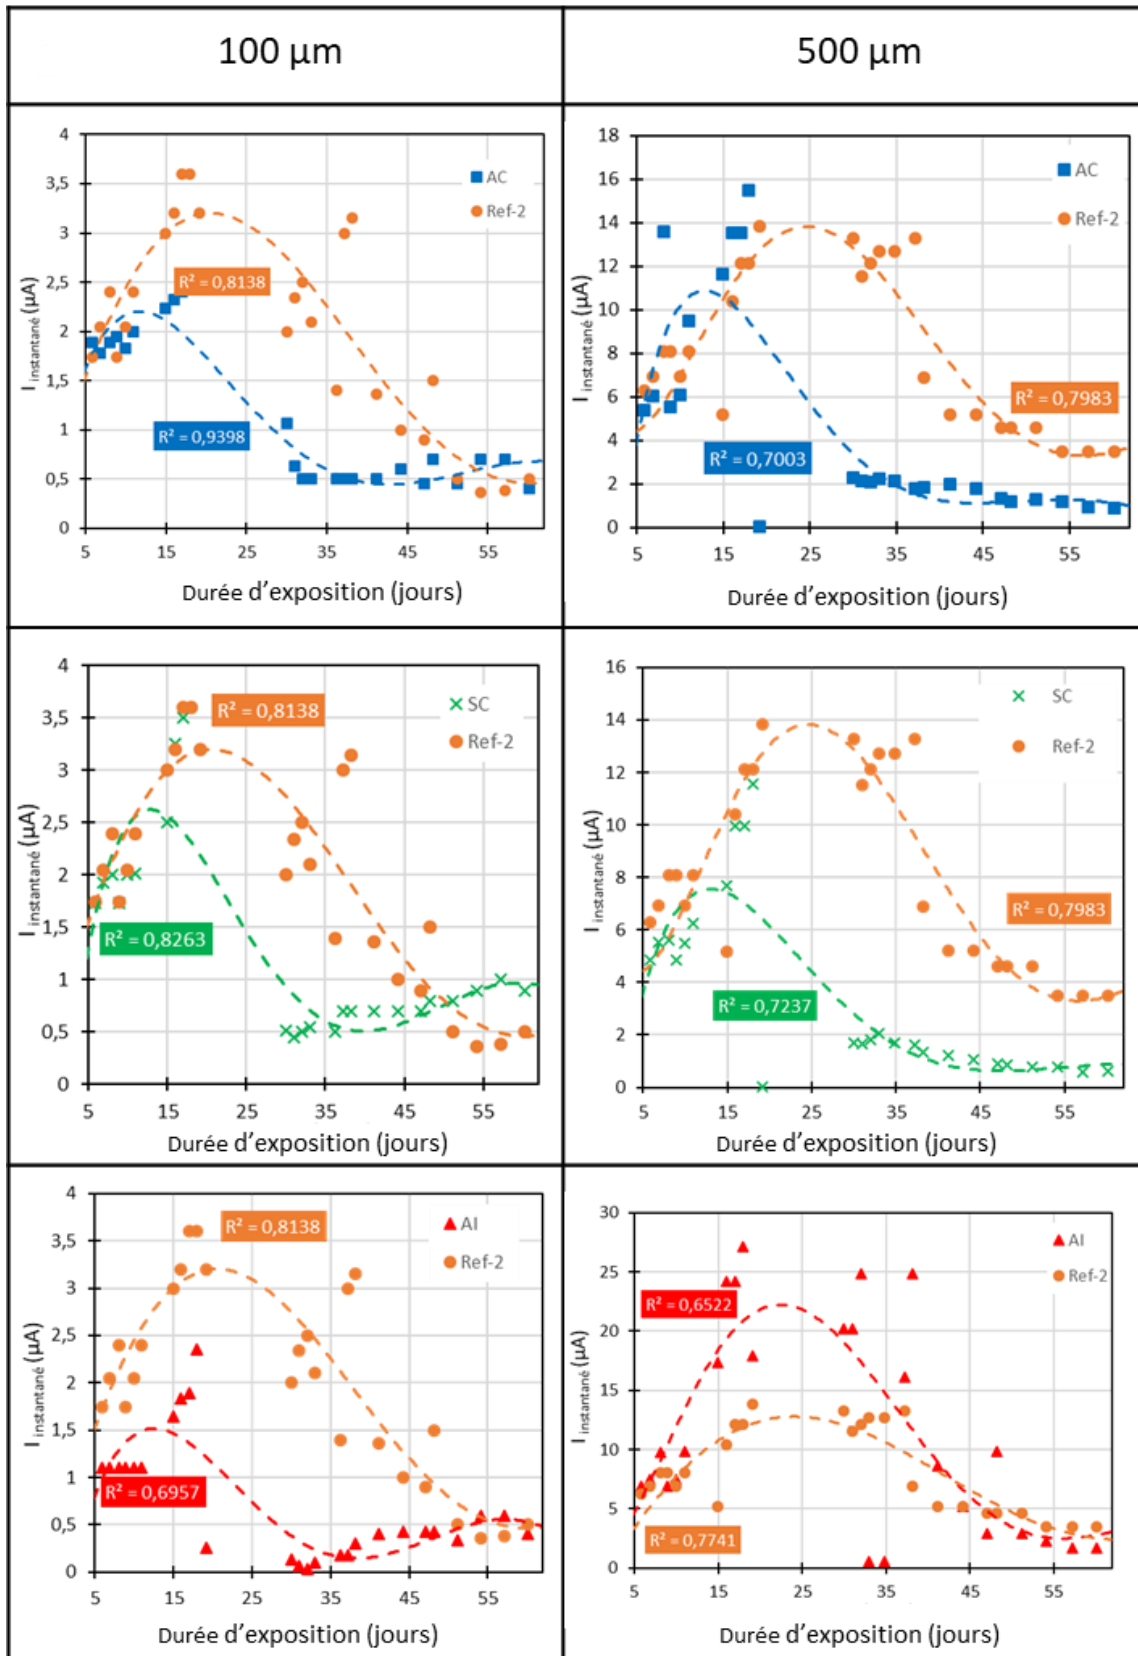 100 µm
500 µm
4
3,5
3
2,5
2
1,5
1
0,5
0
I instantané (µA)
AC
Ref-2
R² = 0,8138
R² = 0,9398
5
15
25
35
45
55
Durée d'exposition (jours)
18
16
14
12
10
8
6
4
2
0
I instantané (µA)
AC
Ref-2
R² = 0,7983
R² = 0,7003
5
15
25
35
45
55
Durée d'exposition (jours)
4
3,5
3
2,5
2
1,5
1
0,5
0
I instantané (µA)
R² = 0,8138
SC
Ref-2
R² = 0,8263
5
15
25
35
45
55
Durée d'exposition (jours)
16
14
12
10
8
6
4
2
0
I instantané (µA)
SC
Ref-2
R² = 0,7983
R² = 0,7237
5
15
25
35
45
55
Durée d'exposition (jours)
4
3,5
3
2,5
2
1,5
1
0,5
0
I instantané (µA)
R² = 0,8138
AI
Ref-2
R² = 0,6957
5
15
25
35
45
55
Durée d'exposition (jours)
30
25
20
15
10
5
0
I instantané (µA)
AI
Ref-2
R² = 0,6522
R² = 0,7741
5
15
25
35
45
55
Durée d'exposition (jours)